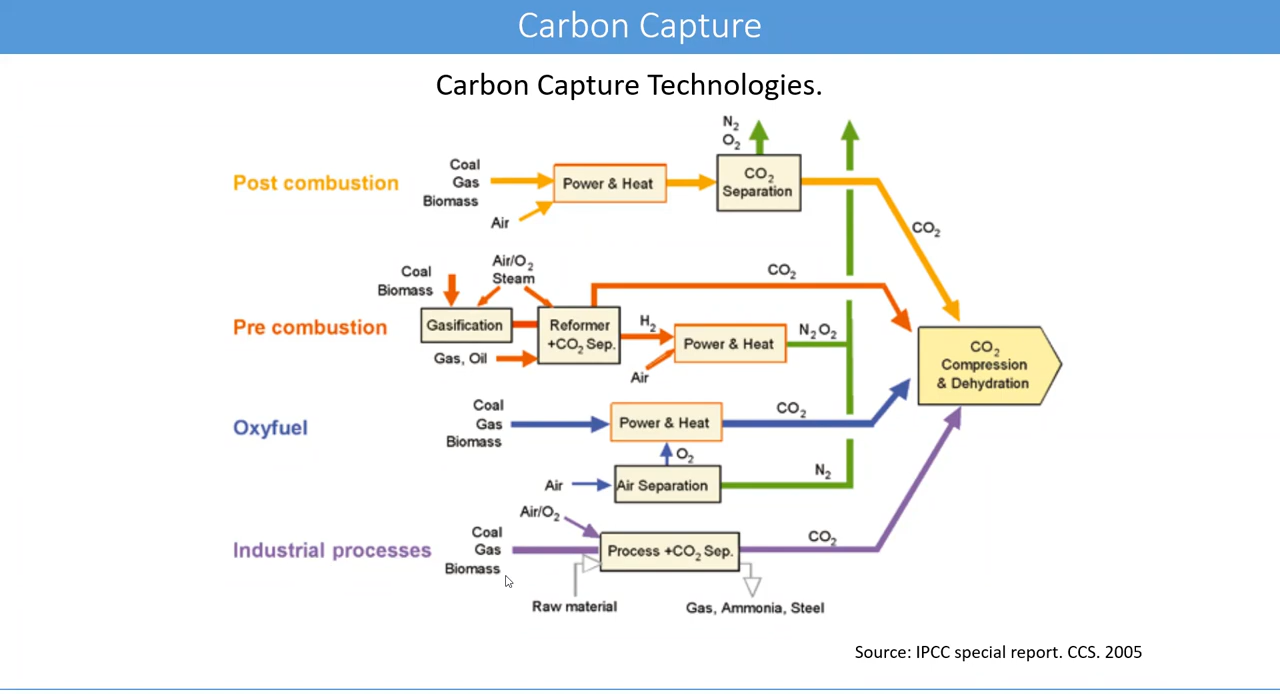 Carbon Capture
Carbon Capture Technologies.
N₂
O₂
Post combustion
Coal
Gas
Biomass
Air
Power & Heat
CO₂
Separation
CO₂
Pre combustion
Coal
Biomass
Air/O₂
Steam
Gasification
Gas, Oil
Reformer
+CO₂ Sep.
CO₂
H₂
Air
Power & Heat
N₂ O₂
CO₂
Compression
& Dehydration
Oxyfuel
Coal
Gas
Biomass
Power & Heat
CO₂
O₂
Air
Air Separation
N₂
Industrial processes
Air/O₂
Coal
Gas
Biomass
Process +CO₂ Sep.
CO₂
Raw material
Gas, Ammonia, Steel
Source: IPCC special report. CCS. 2005